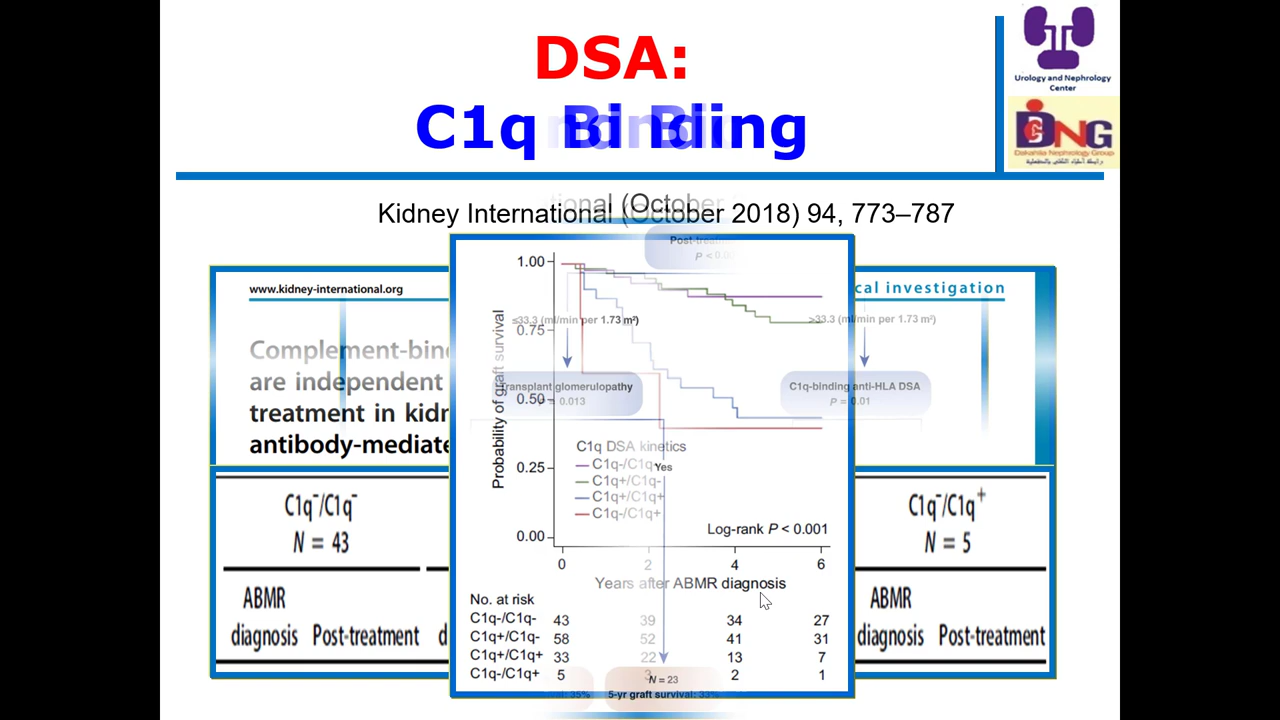 DSA:
C1q Binding
Urology and Nephrology
Center
Dakahlia Nephrology Group
Kidney International (October 2018) 94, 773–787
www.kidney-international.org
cal investigation
Complement-bin
are independent
treatment in kidn
antibody-mediate
Post-treatm
P < 0.0
≤33.3 (ml/min per 1.73 m²)
>33.3 (ml/min per 1.73 m²)
Transplant glomerulopathy
P = 0.013
C1q-binding anti-HLA DSA
P = 0.01
Yes
Probability of graft survival
1.00
0.75
0.50
0.25
0.00
C1q DSA kinetics
C1q-/C1q-
C1q+/C1q-
C1q+/C1q+
C1q-/C1q+
Log-rank P < 0.001
0 2 4 6
Years after ABMR diagnosis
No. at risk
C1q-/C1q- 43 39 34 27
C1q+/C1q- 58 52 41 31
C1q+/C1q+ 33 22 13 7
C1q-/C1q+ 5 3 2 1
N = 23
5-yr graft survival: 33%
C1q⁻/C1q⁻
N = 43
ABMR
diagnosis Post-treatment
C1q⁻/C1q⁺
N = 5
ABMR
diagnosis Post-treatment